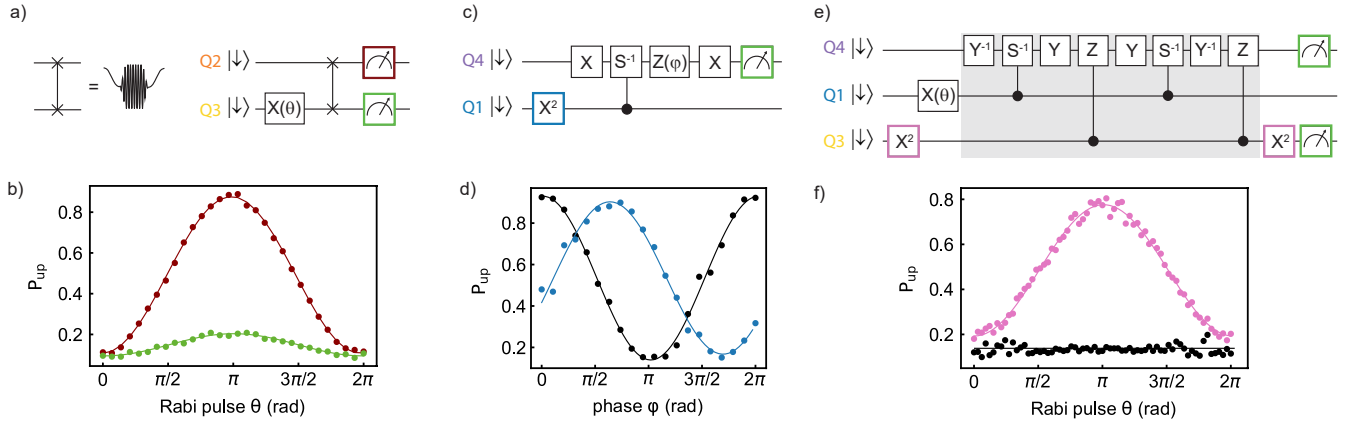 a)
=
Q2 |↓⟩
Q3 |↓⟩ X(θ)
b)
0.8
0.6
0.4
0.2
P_up
0 π/2 π 3π/2 2π
Rabi pulse θ (rad)
c)
Q4 |↓⟩ X S⁻¹ Z(φ) X
Q1 |↓⟩ X²
d)
0.8
0.6
0.4
0.2
P_up
0 π/2 π 3π/2 2π
phase φ (rad)
e)
Q4 |↓⟩ Y⁻¹ S⁻¹ Y Z Y S⁻¹ Y⁻¹ Z
Q1 |↓⟩ X(θ)
Q3 |↓⟩ X² X²
f)
0.8
0.6
0.4
0.2
P_up
0 π/2 π 3π/2 2π
Rabi pulse θ (rad)